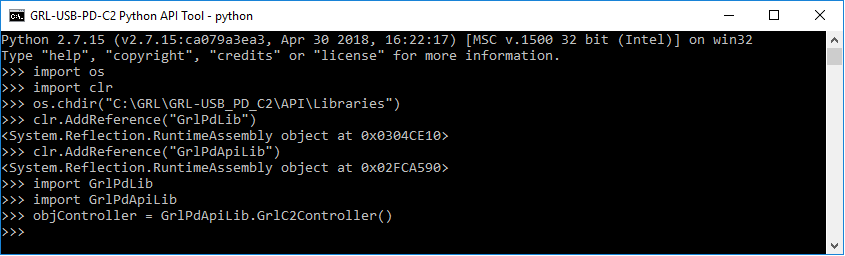 GRL-USB-PD-C2 Python API Tool - python
Python 2.7.15 (v2.7.15:ca079a3ea3, Apr 30 2018, 16:22:17) [MSC v.1500 32 bit (Intel)] on win32
Type "help", "copyright", "credits" or "license" for more information.
>>> import os
>>> import clr
>>> os.chdir("C:\GRL\GRL-USB_PD_C2\API\Libraries")
>>> clr.AddReference("GrlPdLib")
<System.Reflection.RuntimeAssembly object at 0x0304CE10>
>>> clr.AddReference("GrlPdApiLib")
<System.Reflection.RuntimeAssembly object at 0x02FCA590>
>>> import GrlPdLib
>>> import GrlPdApiLib
>>> objController = GrlPdApiLib.GrlC2Controller()
>>>